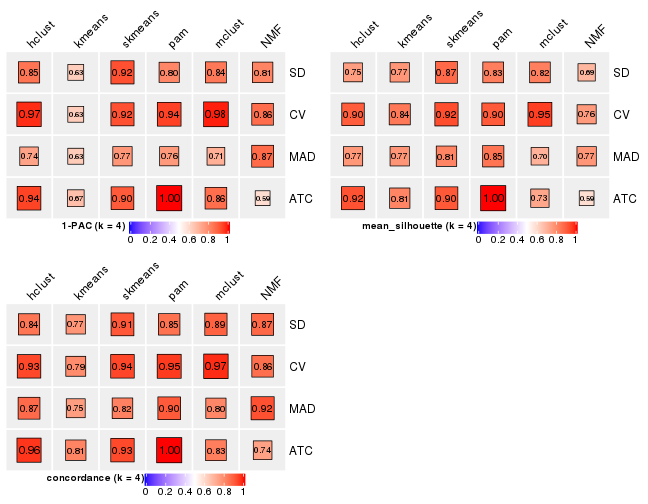 hclust kmeans skmeans pam mclust NMF
0.85 0.63 0.92 0.80 0.84 0.81 SD
0.97 0.63 0.92 0.94 0.98 0.86 CV
0.74 0.63 0.77 0.76 0.71 0.87 MAD
0.94 0.67 0.90 1.00 0.86 0.59 ATC
1-PAC (k = 4)
0 0.2 0.4 0.6 0.8 1
hclust kmeans skmeans pam mclust NMF
0.75 0.77 0.87 0.83 0.82 0.69 SD
0.90 0.84 0.92 0.90 0.95 0.76 CV
0.77 0.77 0.81 0.85 0.70 0.77 MAD
0.92 0.81 0.90 1.00 0.73 0.59 ATC
mean_silhouette (k = 4)
0 0.2 0.4 0.6 0.8 1
hclust kmeans skmeans pam mclust NMF
0.84 0.77 0.91 0.85 0.89 0.87 SD
0.93 0.79 0.94 0.95 0.97 0.86 CV
0.87 0.75 0.82 0.90 0.80 0.92 MAD
0.96 0.81 0.93 1.00 0.83 0.74 ATC
concordance (k = 4)
0 0.2 0.4 0.6 0.8 1